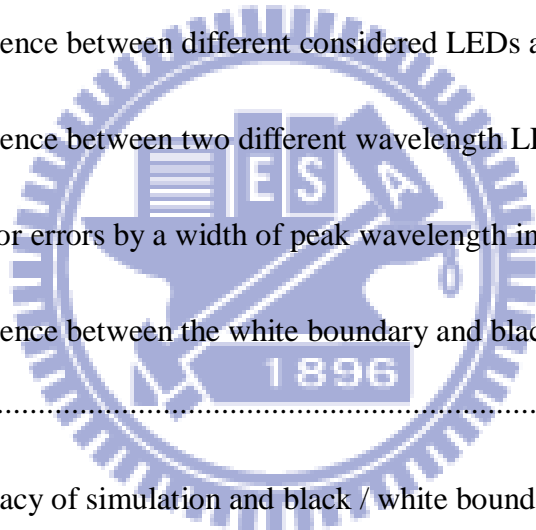 ence between different considered LEDs a
ence between two different wavelength LE
E S A
or errors by a width of peak wavelength in
ence between the white boundary and blac
1896
................................................................
acy of simulation and black / white bound